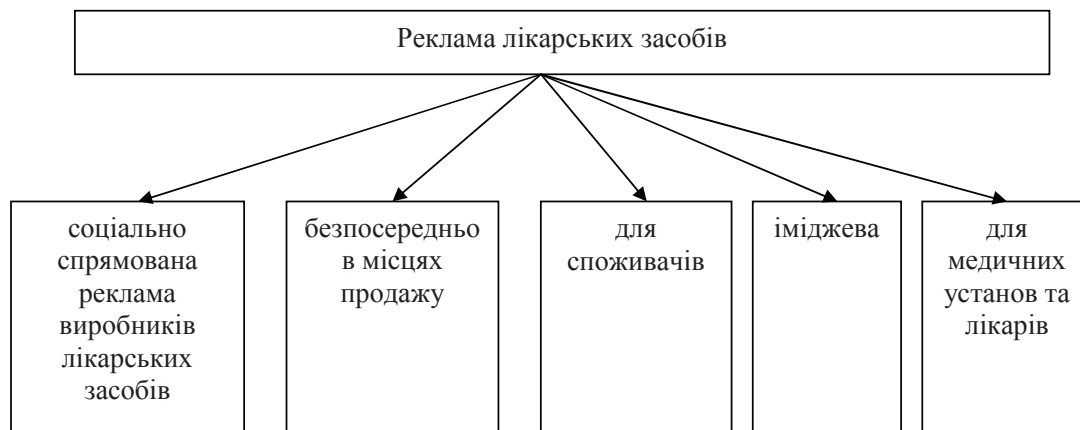 Реклама лікарських засобів
соціально
спрямована
реклама
виробників
лікарських
засобів
безпосередньо
в місцях
продажу
для
споживачів
іміджева
для
медичних
установ та
лікарів